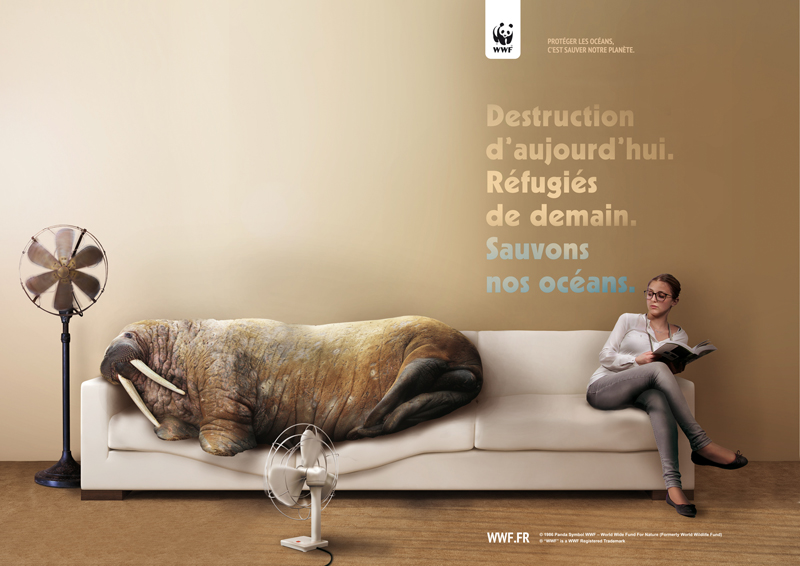 WWF
PROTÉGER LES OCÉANS,
C'EST SAUVER NOTRE PLANÈTE.
Destruction
d'aujourd'hui.
Réfugiés
de demain.
Sauvons
nos océans.
WWF.FR
© 1986 Panda Symbol WWF – World Wide Fund For Nature (Formerly World Wildlife Fund)
® "WWF" is a WWF Registered Trademark